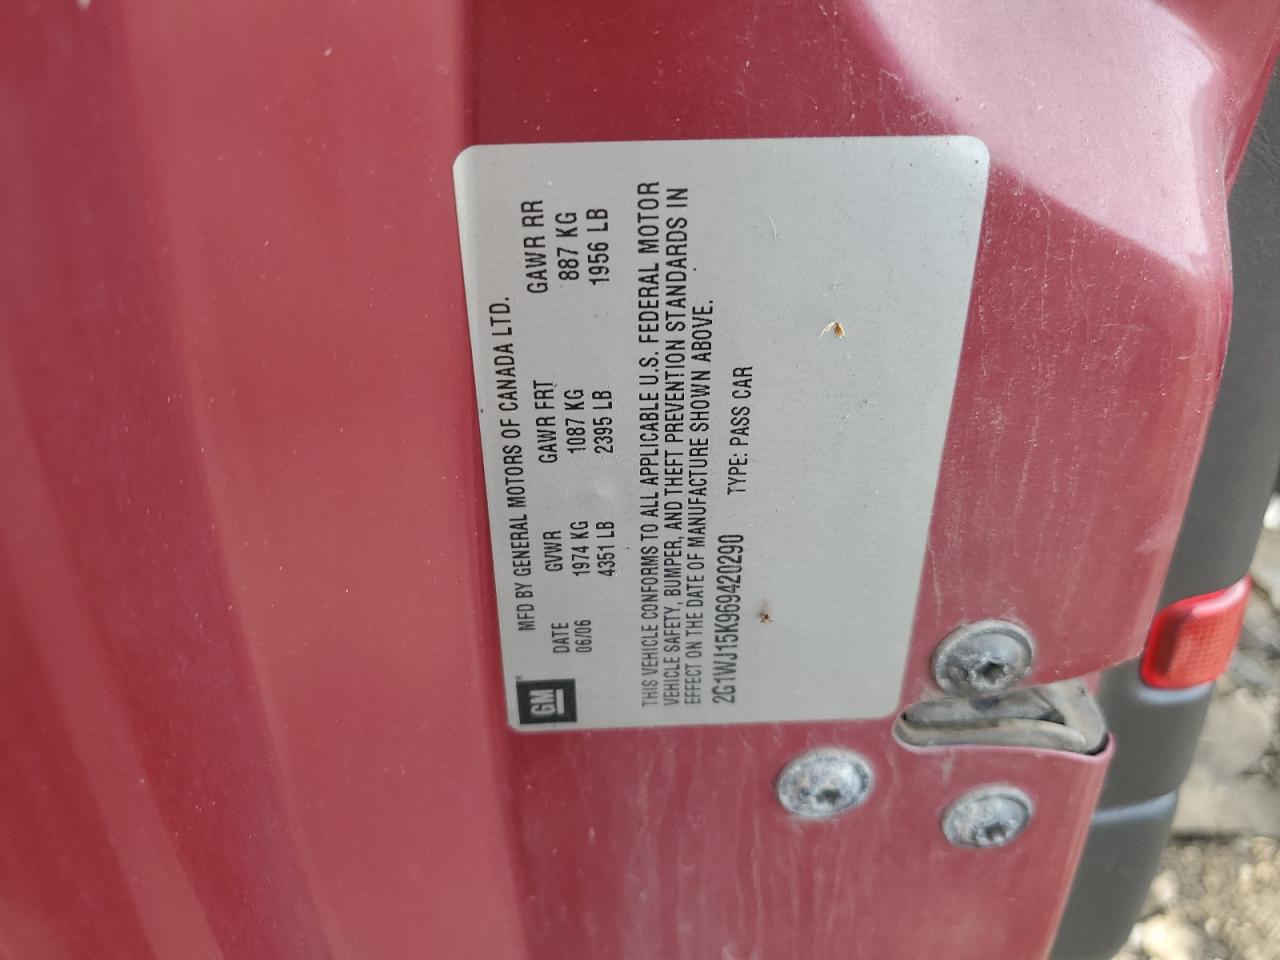 GM
MFD BY GENERAL MOTORS OF CANADA LTD.
DATE GVWR GAWR FRT GAWR RR
06/06 1974 KG 1087 KG 887 KG
4351 LB 2395 LB 1956 LB
THIS VEHICLE CONFORMS TO ALL APPLICABLE U.S. FEDERAL MOTOR
VEHICLE SAFETY, BUMPER, AND THEFT PREVENTION STANDARDS IN
EFFECT ON THE DATE OF MANUFACTURE SHOWN ABOVE.
2G1WJ15K969420290 TYPE: PASS CAR